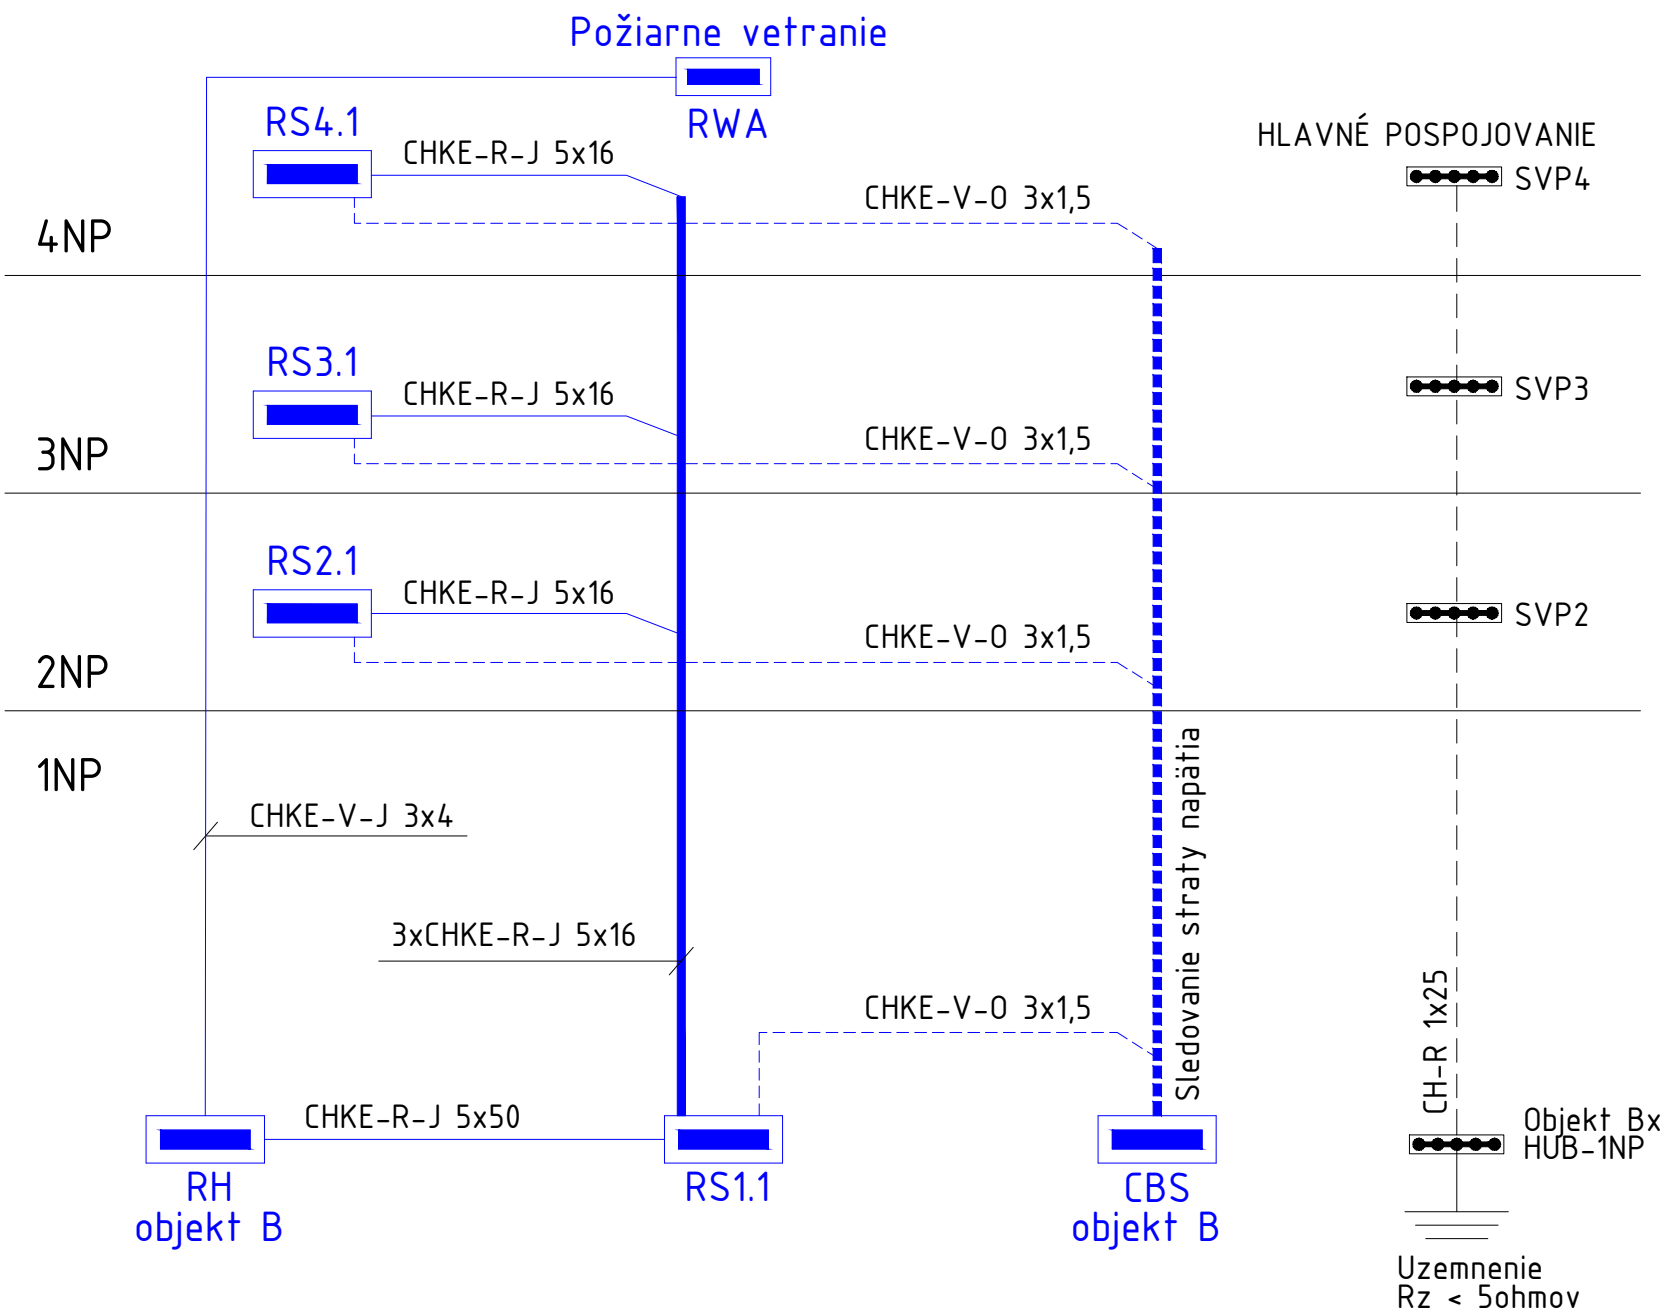 Požiarne vetranie
RWA
RS4.1
CHKE-R-J 5x16
HLAVNÉ POSPOJOVANIE
SVP4
CHKE-V-O 3x1,5
4NP
RS3.1
CHKE-R-J 5x16
SVP3
CHKE-V-O 3x1,5
3NP
RS2.1
CHKE-R-J 5x16
SVP2
CHKE-V-O 3x1,5
2NP
1NP
CHKE-V-J 3x4
Sledovanie straty napätia
3xCHKE-R-J 5x16
CHKE-V-O 3x1,5
CH-R 1x25
CHKE-R-J 5x50
Objekt Bx
HUB-1NP
RH
objekt B
RS1.1
CBS
objekt B
Uzemnenie
Rz < 5ohmov